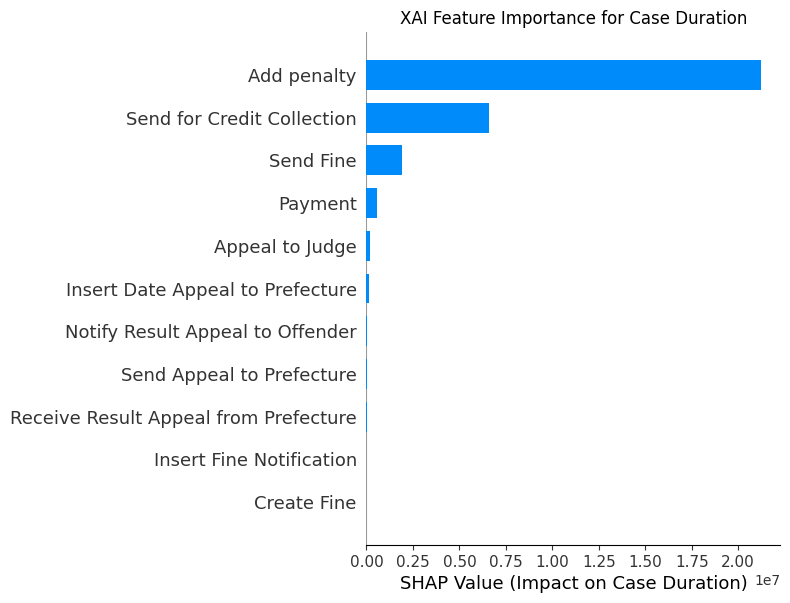 XAI Feature Importance for Case Duration
Add penalty
Send for Credit Collection
Send Fine
Payment
Appeal to Judge
Insert Date Appeal to Prefecture
Notify Result Appeal to Offender
Send Appeal to Prefecture
Receive Result Appeal from Prefecture
Insert Fine Notification
Create Fine
0.00 0.25 0.50 0.75 1.00 1.25 1.50 1.75 2.00
1e7
SHAP Value (Impact on Case Duration)